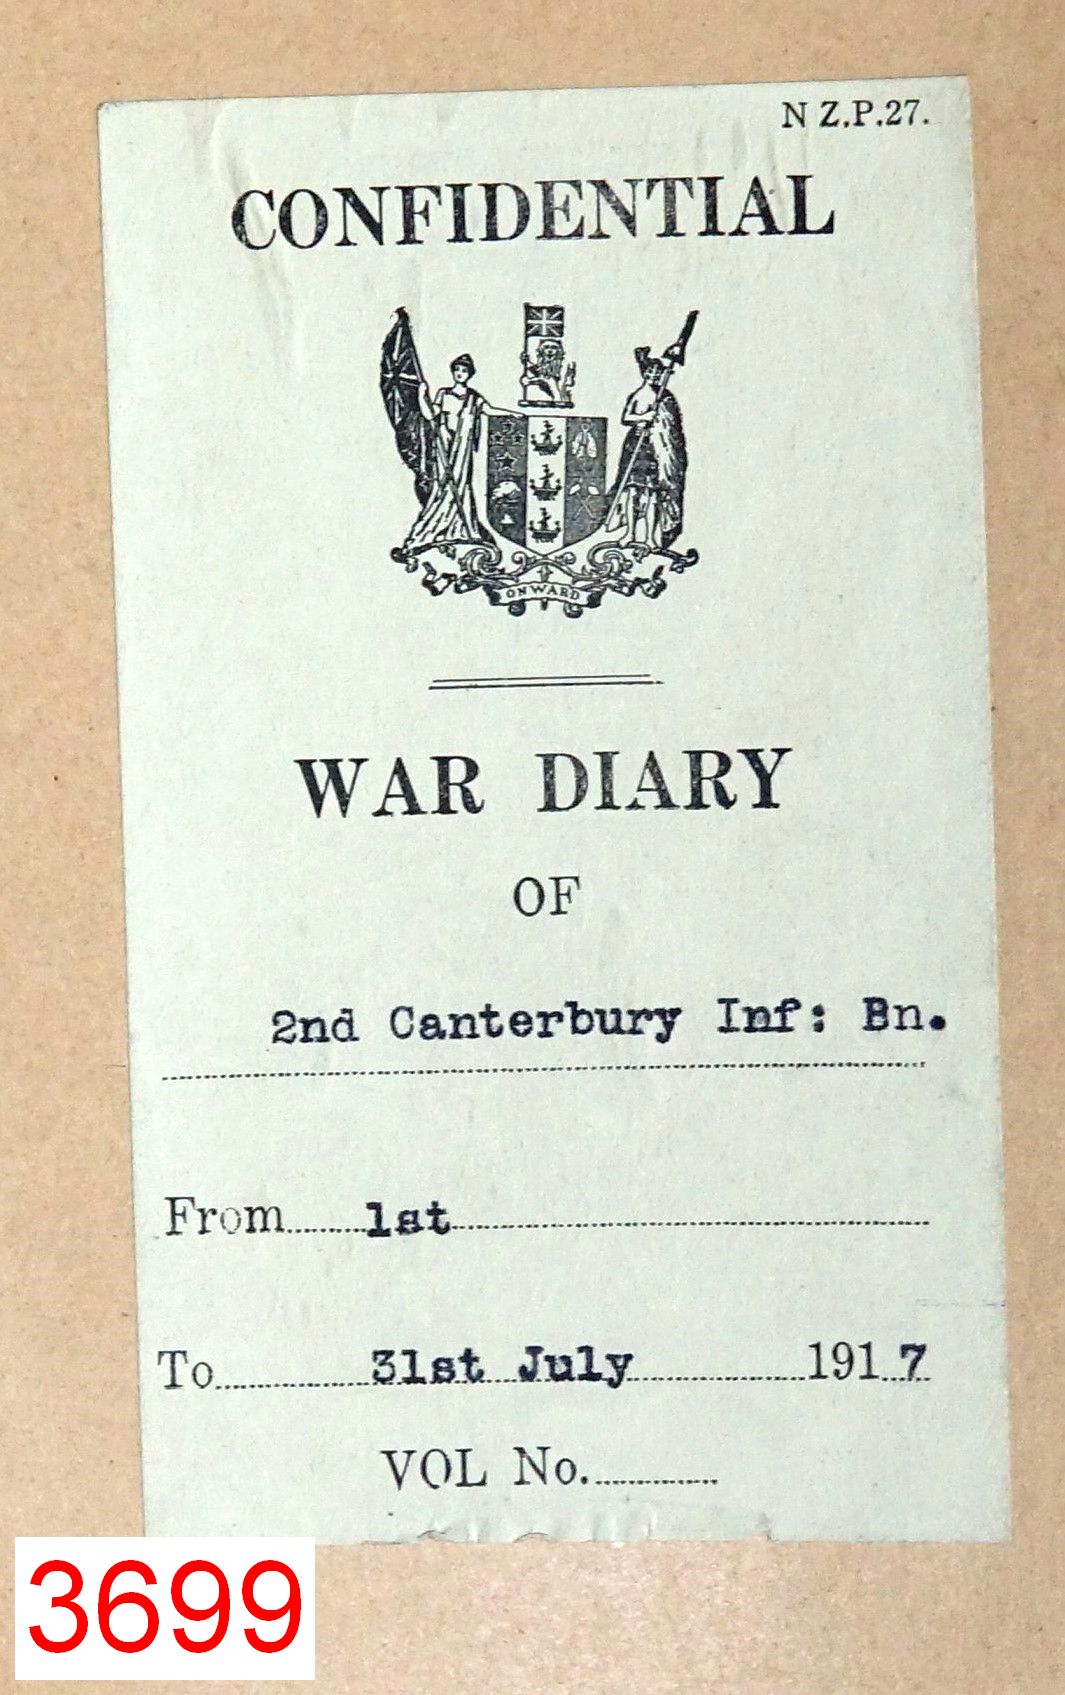 N Z.P.27.
CONFIDENTIAL
ONWARD
WAR DIARY
OF
2nd Canterbury Inf: Bn.
From 1st
To 31st July 1917
VOL No.
3699